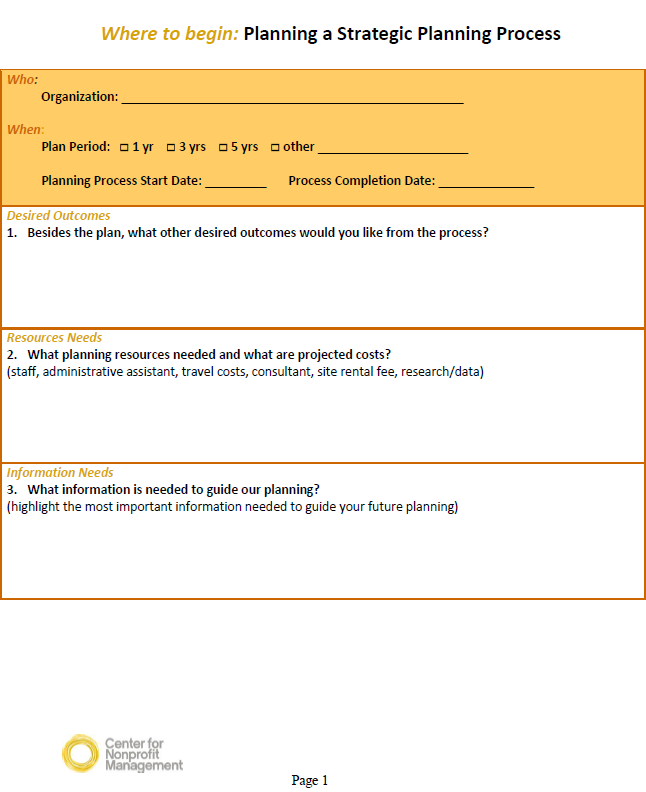 Where to begin: Planning a Strategic Planning Process
Who:
Organization: ___________________________________________________
When:
Plan Period: □ 1 yr □ 3 yrs □ 5 yrs □ other ______________________
Planning Process Start Date: _________ Process Completion Date: ______________
Desired Outcomes
1. Besides the plan, what other desired outcomes would you like from the process?
Resources Needs
2. What planning resources needed and what are projected costs?
(staff, administrative assistant, travel costs, consultant, site rental fee, research/data)
Information Needs
3. What information is needed to guide our planning?
(highlight the most important information needed to guide your future planning)
Center for
Nonprofit
Management
Page 1